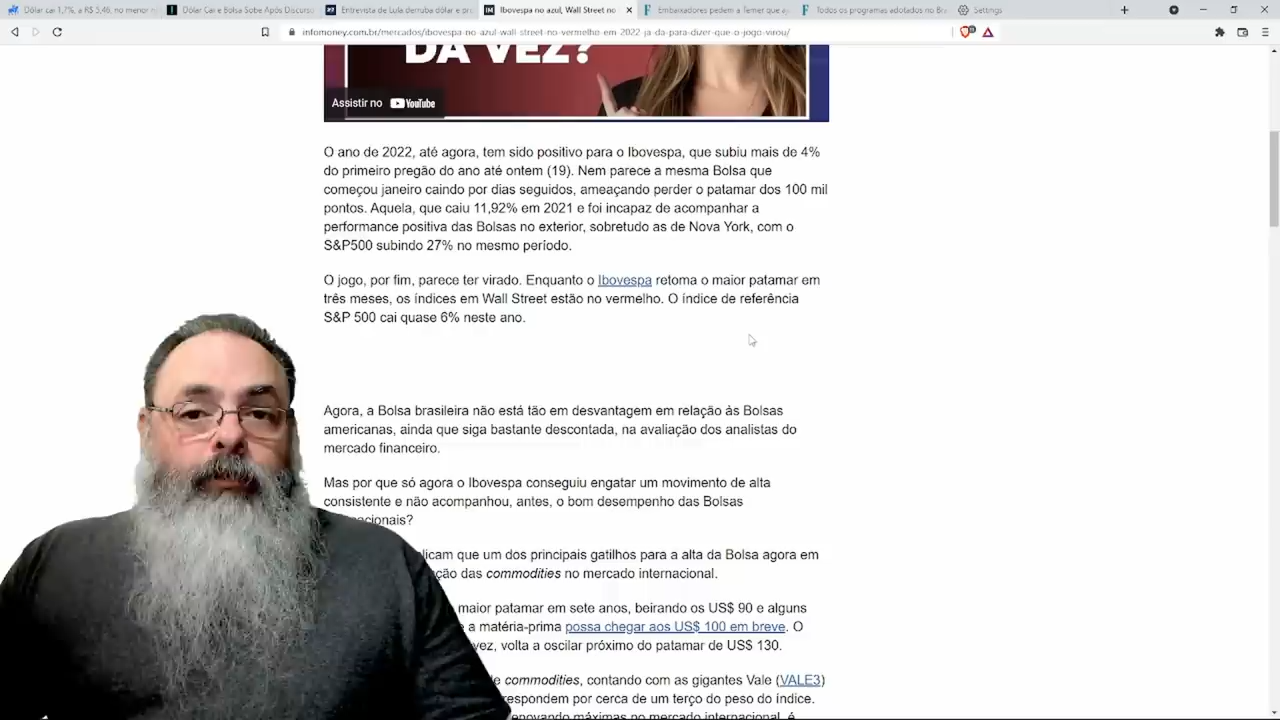 Dólar cai 1,7%, a R$ 5,46, no menor n
Dólar Cai e Bolsa Sobe Após Discurso
Entrevista de Lula derruba dólar e pr
Ibovespa no azul, Wall Street no
Embaixadores pedem a Temer que aj
Todos os programas adotados no Br
Settings
infomoney.com.br/mercados/ibovespa-no-azul-wall-street-no-vermelho-em-2022-ja-da-para-dizer-que-o-jogo-virou/
DA VEZ?
Assistir no YouTube
O ano de 2022, até agora, tem sido positivo para o Ibovespa, que subiu mais de 4%
do primeiro pregão do ano até ontem (19). Nem parece a mesma Bolsa que
começou janeiro caindo por dias seguidos, ameaçando perder o patamar dos 100 mil
pontos. Aquela, que caiu 11,92% em 2021 e foi incapaz de acompanhar a
performance positiva das Bolsas no exterior, sobretudo as de Nova York, com o
S&P500 subindo 27% no mesmo período.
O jogo, por fim, parece ter virado. Enquanto o Ibovespa retoma o maior patamar em
três meses, os índices em Wall Street estão no vermelho. O índice de referência
S&P 500 cai quase 6% neste ano.
Agora, a Bolsa brasileira não está tão em desvantagem em relação às Bolsas
americanas, ainda que siga bastante descontada, na avaliação dos analistas do
mercado financeiro.
Mas por que só agora o Ibovespa conseguiu engatar um movimento de alta
consistente e não acompanhou, antes, o bom desempenho das Bolsas
nacionais?
licam que um dos principais gatilhos para a alta da Bolsa agora em
ção das commodities no mercado internacional.
maior patamar em sete anos, beirando os US$ 90 e alguns
e a matéria-prima possa chegar aos US$ 100 em breve. O
vez, volta a oscilar próximo do patamar de US$ 130.
e commodities, contando com as gigantes Vale (VALE3)
respondem por cerca de um terço do peso do índice.
enovando máximas no mercado internacional, é